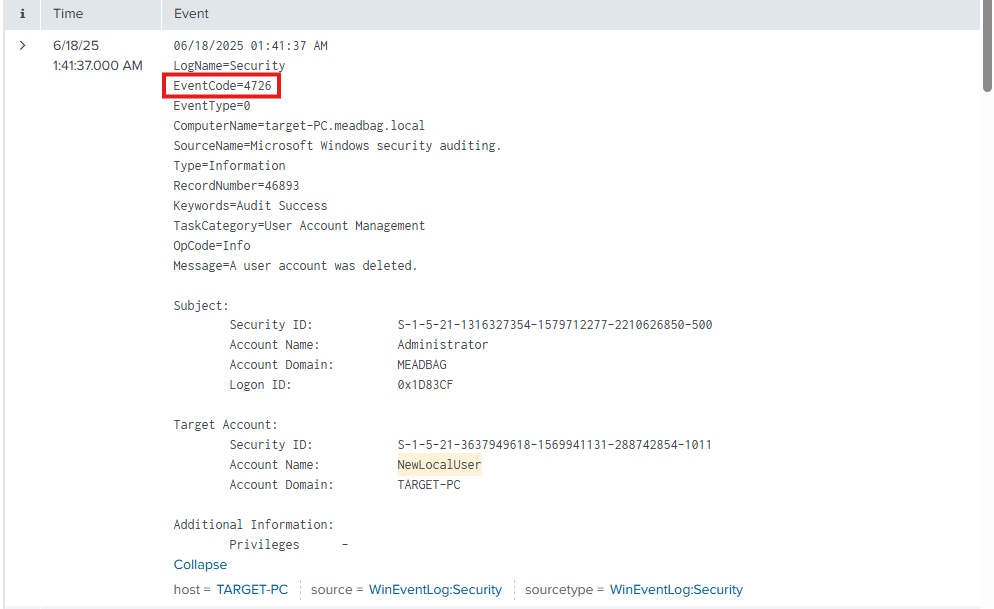 i Time Event
> 6/18/25 06/18/2025 01:41:37 AM
1:41:37.000 AM LogName=Security
EventCode=4726
EventType=0
ComputerName=target-PC.meadbag.local
SourceName=Microsoft Windows security auditing.
Type=Information
RecordNumber=46893
Keywords=Audit Success
TaskCategory=User Account Management
OpCode=Info
Message=A user account was deleted.
Subject:
Security ID: S-1-5-21-1316327354-1579712277-2210626850-500
Account Name: Administrator
Account Domain: MEADBAG
Logon ID: 0x1D83CF
Target Account:
Security ID: S-1-5-21-3637949618-1569941131-288742854-1011
Account Name: NewLocalUser
Account Domain: TARGET-PC
Additional Information:
Privileges -
Collapse
host = TARGET-PC source = WinEventLog:Security sourcetype = WinEventLog:Security